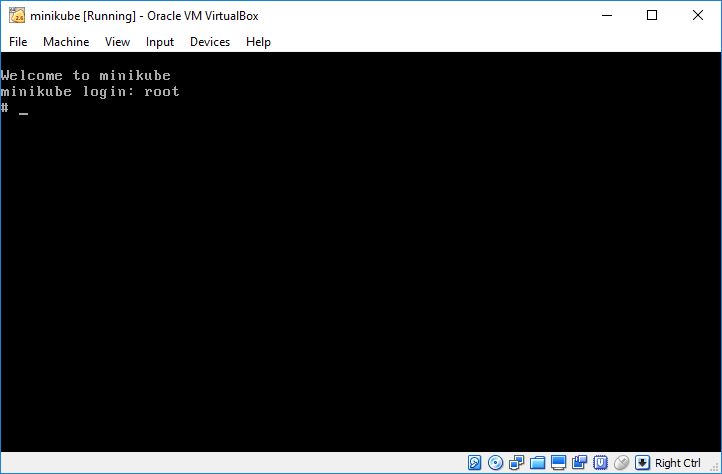 minikube [Running] - Oracle VM VirtualBox
File Machine View Input Devices Help
Welcome to minikube
minikube login: root
# _
Right Ctrl